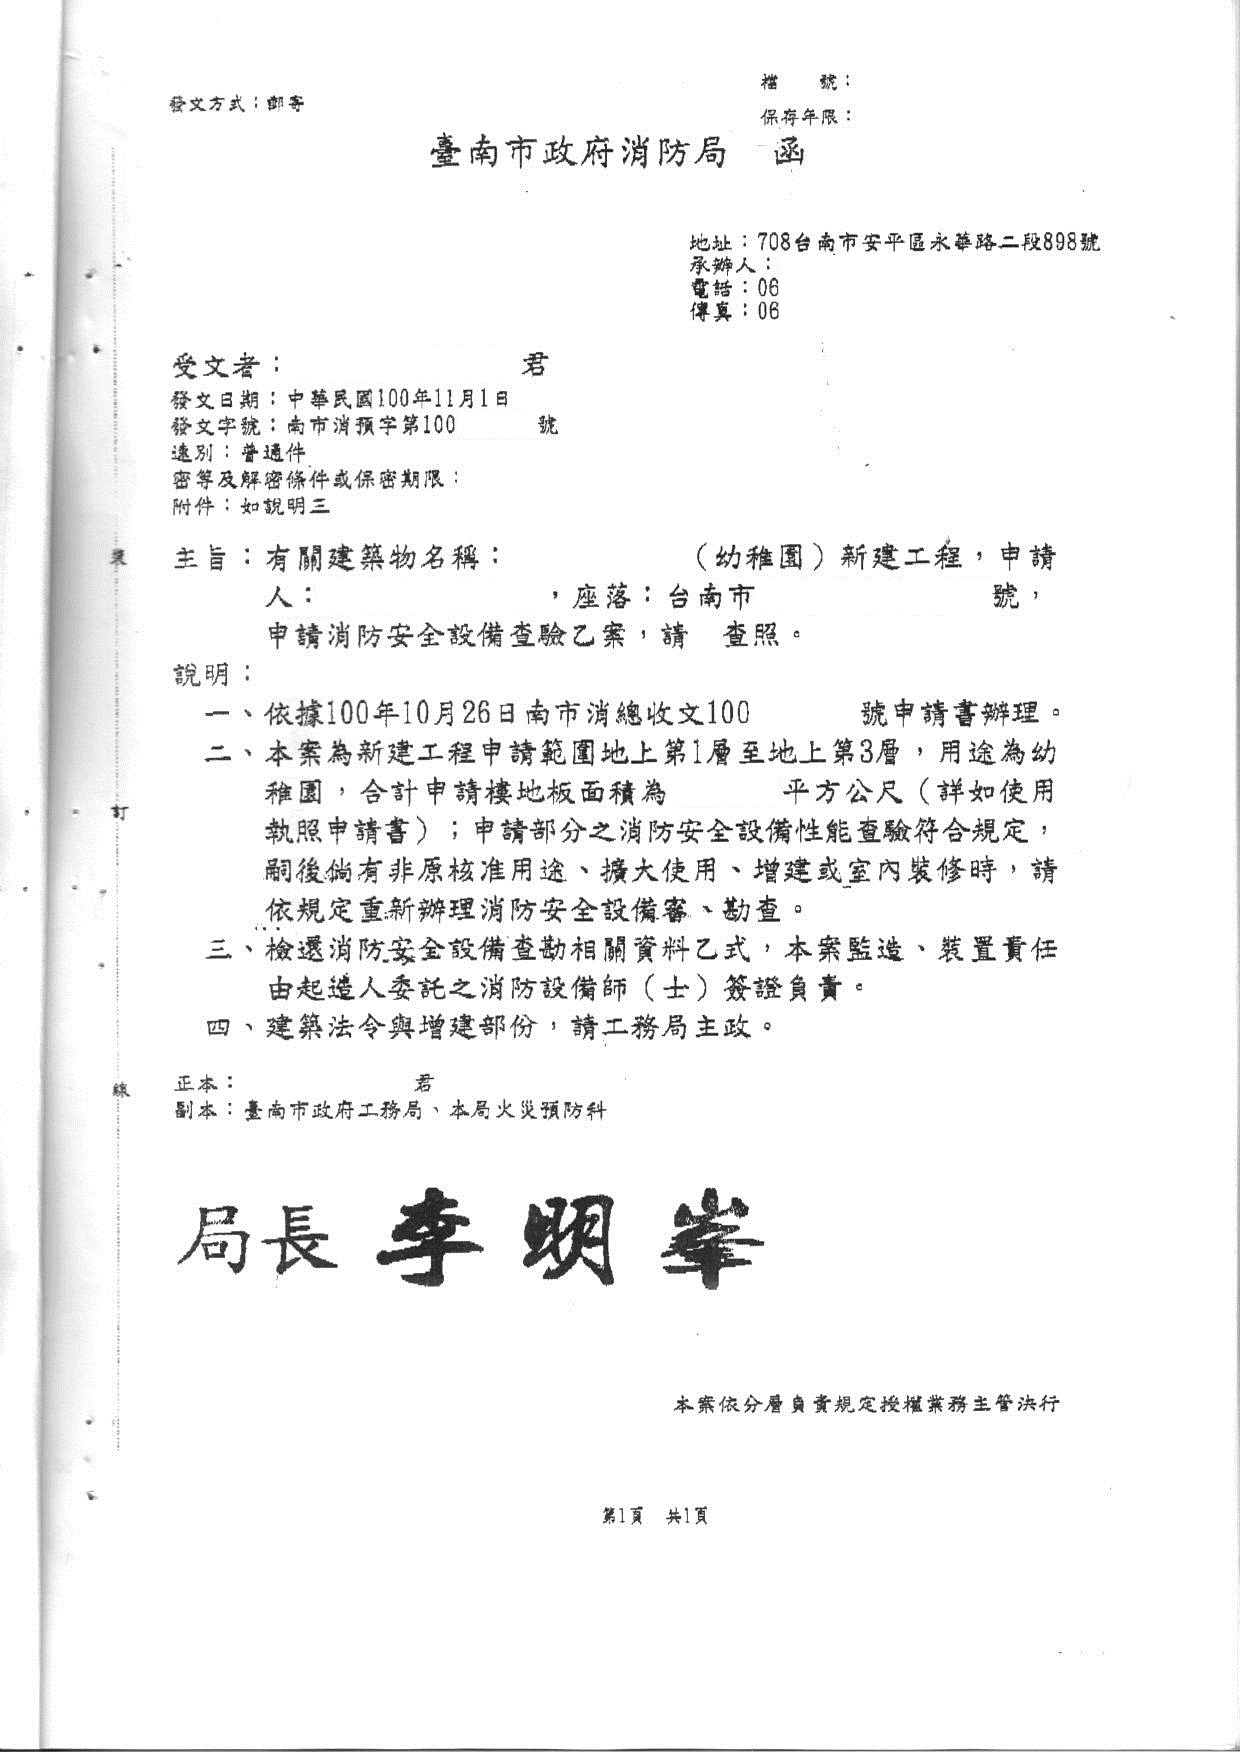 檔　號：
發文方式：郵寄
保存年限：
臺南市政府消防局　函
地址：708台南市安平區永華路二段898號
承辦人：
電話：06
傳真：06
受文者：　　君
發文日期：中華民國100年11月1日
發文字號：南市消預字第100　　號
速別：普通件
密等及解密條件或保密期限：
附件：如說明三
主旨：有關建築物名稱：　　（幼稚園）新建工程，申請
人：　　，座落：台南市　　號，
申請消防安全設備查驗乙案，請　查照。
說明：
一、依據100年10月26日南市消總收文100　　號申請書辦理。
二、本案為新建工程申請範圍地上第1層至地上第3層，用途為幼
稚園，合計申請樓地板面積為　　平方公尺（詳如使用
執照申請書）；申請部分之消防安全設備性能查驗符合規定，
嗣後倘有非原核准用途、擴大使用、增建或室內裝修時，請
依規定重新辦理消防安全設備審、勘查。
三、檢還消防安全設備查勘相關資料乙式，本案監造、裝置責任
由起造人委託之消防設備師（士）簽證負責。
四、建築法令與增建部份，請工務局主政。
正本：　　君
副本：臺南市政府工務局、本局火災預防科
局長 李明峯
本案依分層負責規定授權業務主管決行
第1頁　共1頁
裝
訂
線